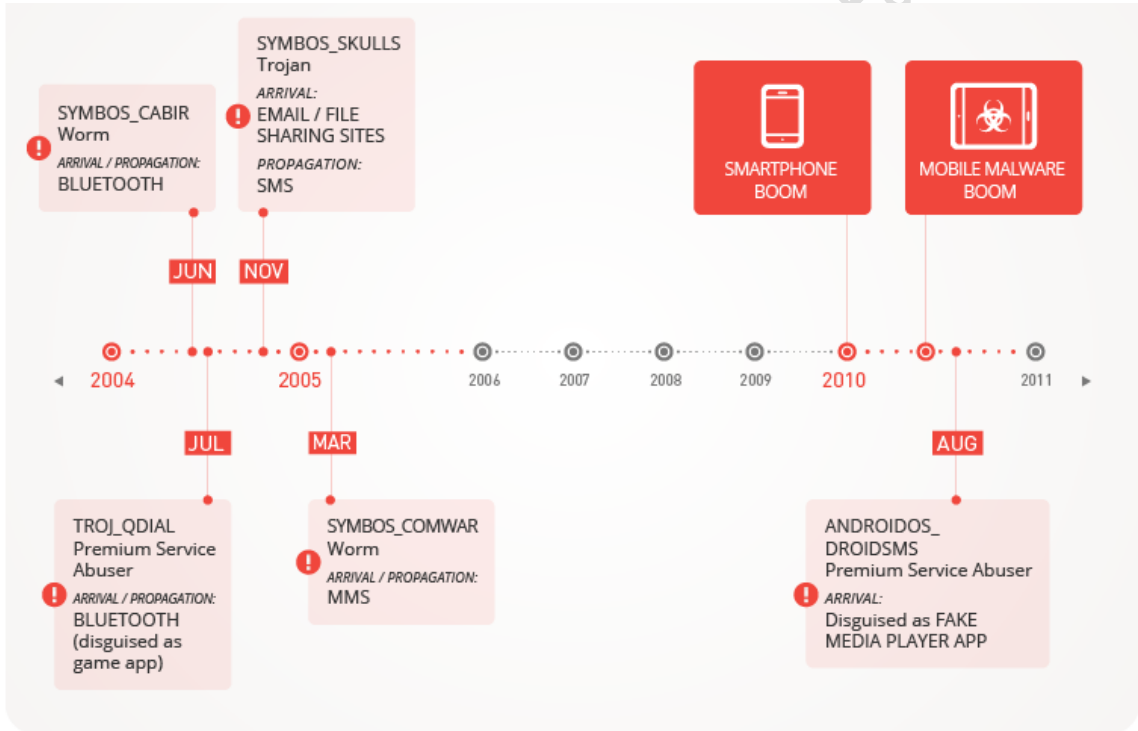 SYMBOS_CABIR
Worm
ARRIVAL / PROPAGATION:
BLUETOOTH
SYMBOS_SKULLS
Trojan
ARRIVAL:
EMAIL / FILE
SHARING SITES
PROPAGATION:
SMS
SMARTPHONE
BOOM
MOBILE MALWARE
BOOM
JUN
NOV
2004
2005
2006
2007
2008
2009
2010
2011
JUL
MAR
AUG
TROJ_QDIAL
Premium Service
Abuser
ARRIVAL / PROPAGATION:
BLUETOOTH
(disguised as
game app)
SYMBOS_COMWAR
Worm
ARRIVAL / PROPAGATION:
MMS
ANDROIDOS_
DROIDSMS
Premium Service Abuser
ARRIVAL:
Disguised as FAKE
MEDIA PLAYER APP